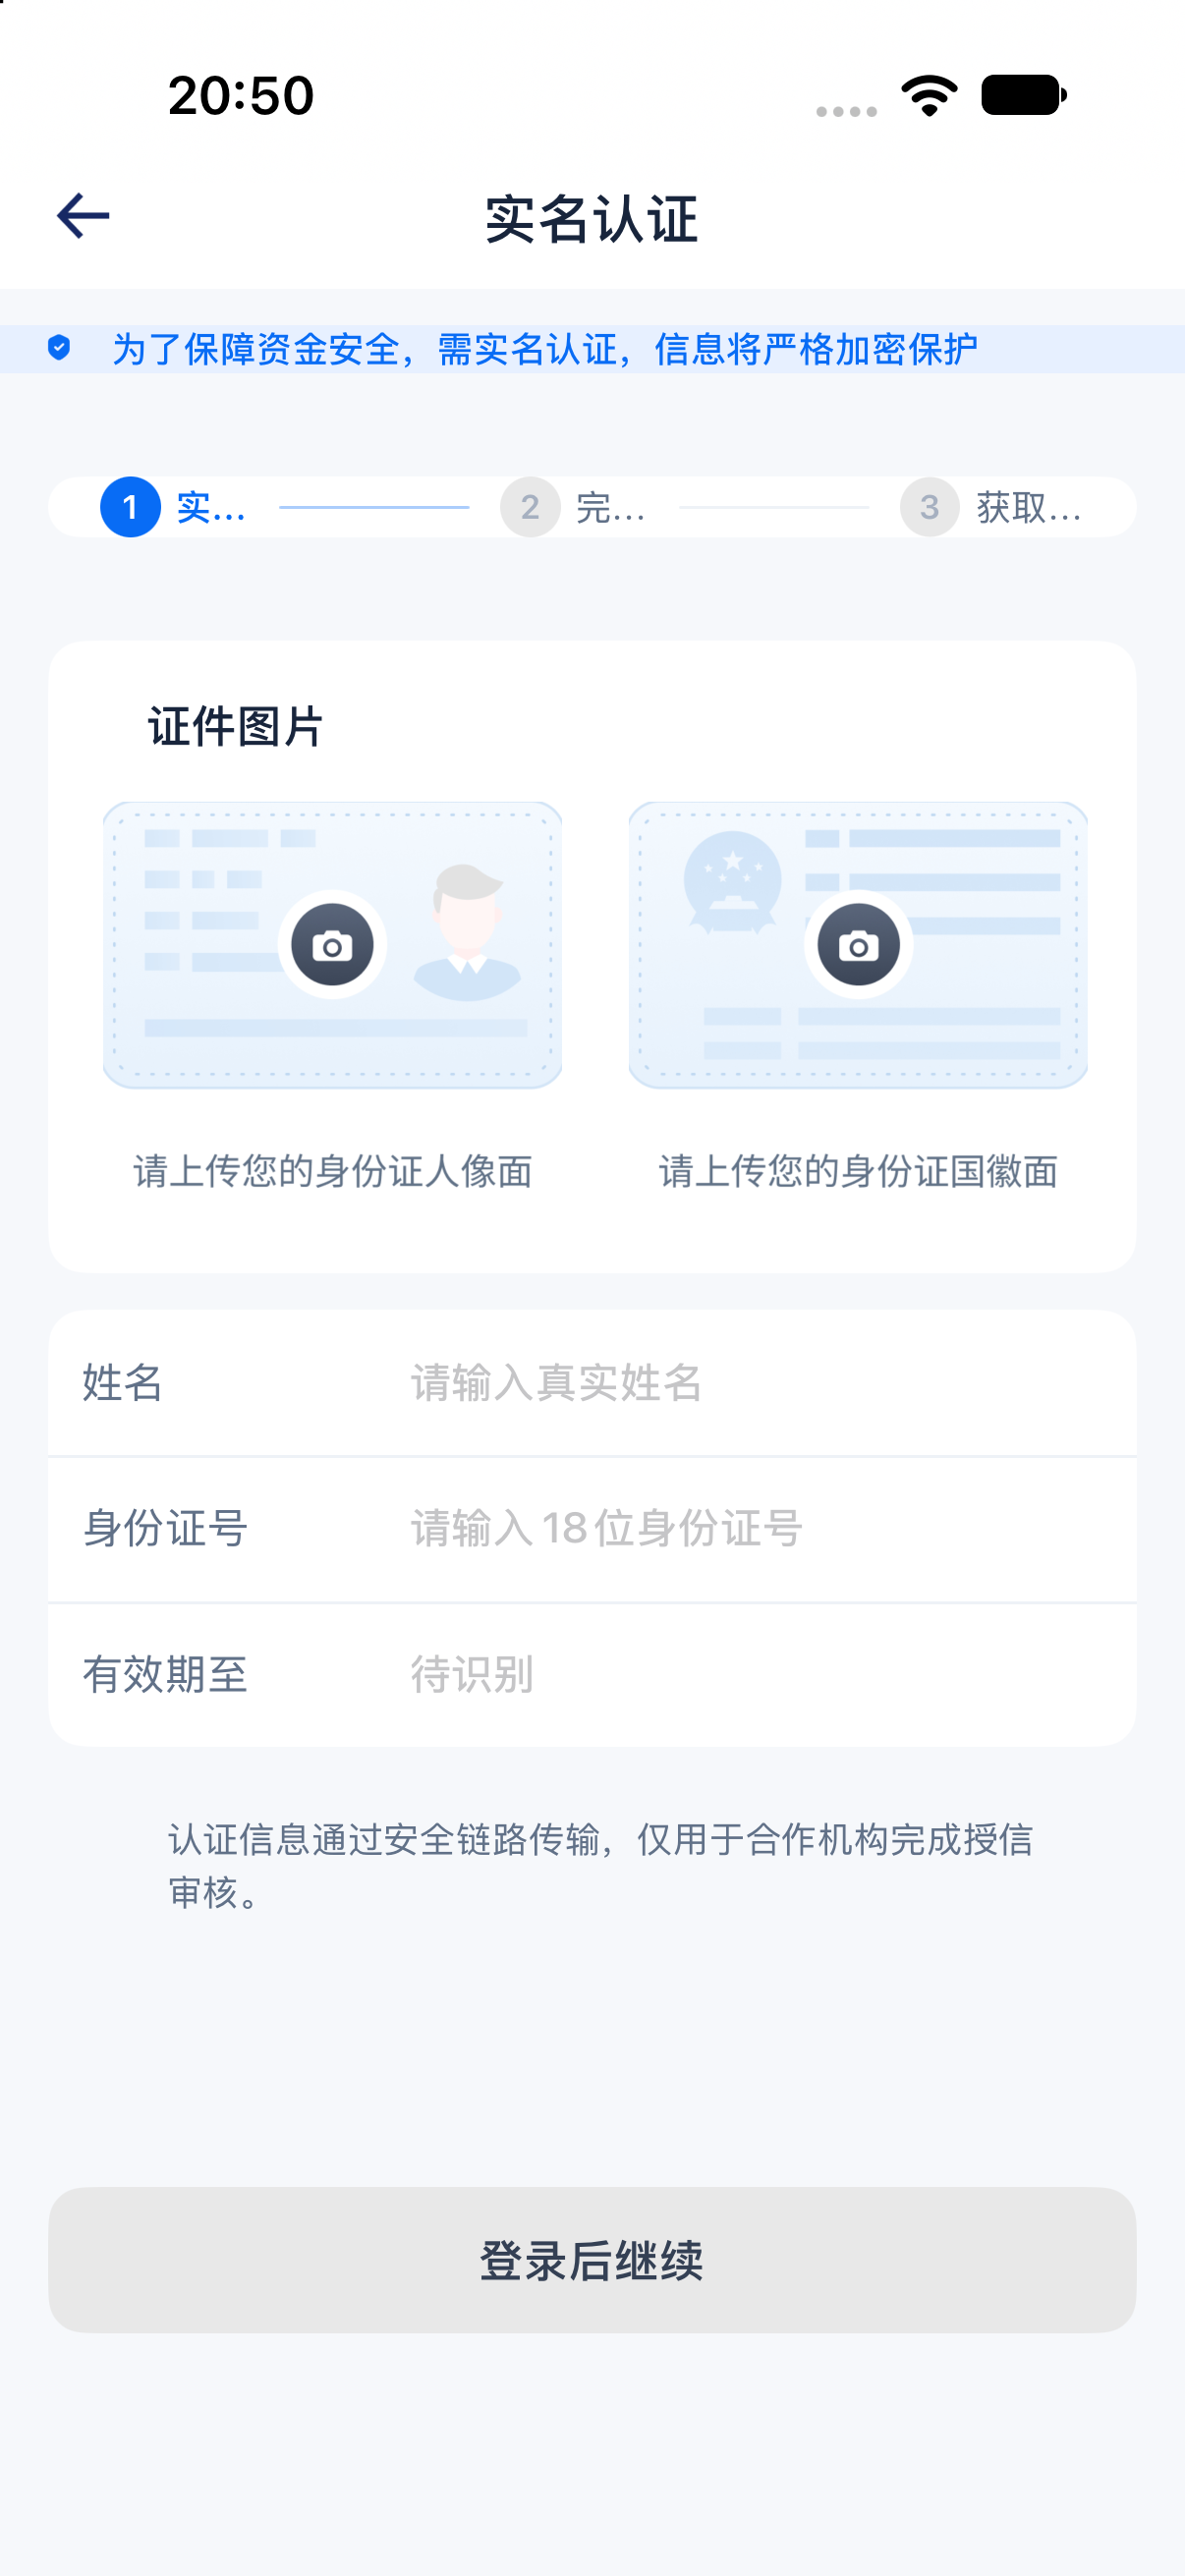 20:50
实名认证
为了保障资金安全，需实名认证，信息将严格加密保护
1 实... 2 完... 3 获取...
证件图片
请上传您的身份证人像面 请上传您的身份证国徽面
姓名 请输入真实姓名
身份证号 请输入 18 位身份证号
有效期至 待识别
认证信息通过安全链路传输，仅用于合作机构完成授信
审核。
登录后继续